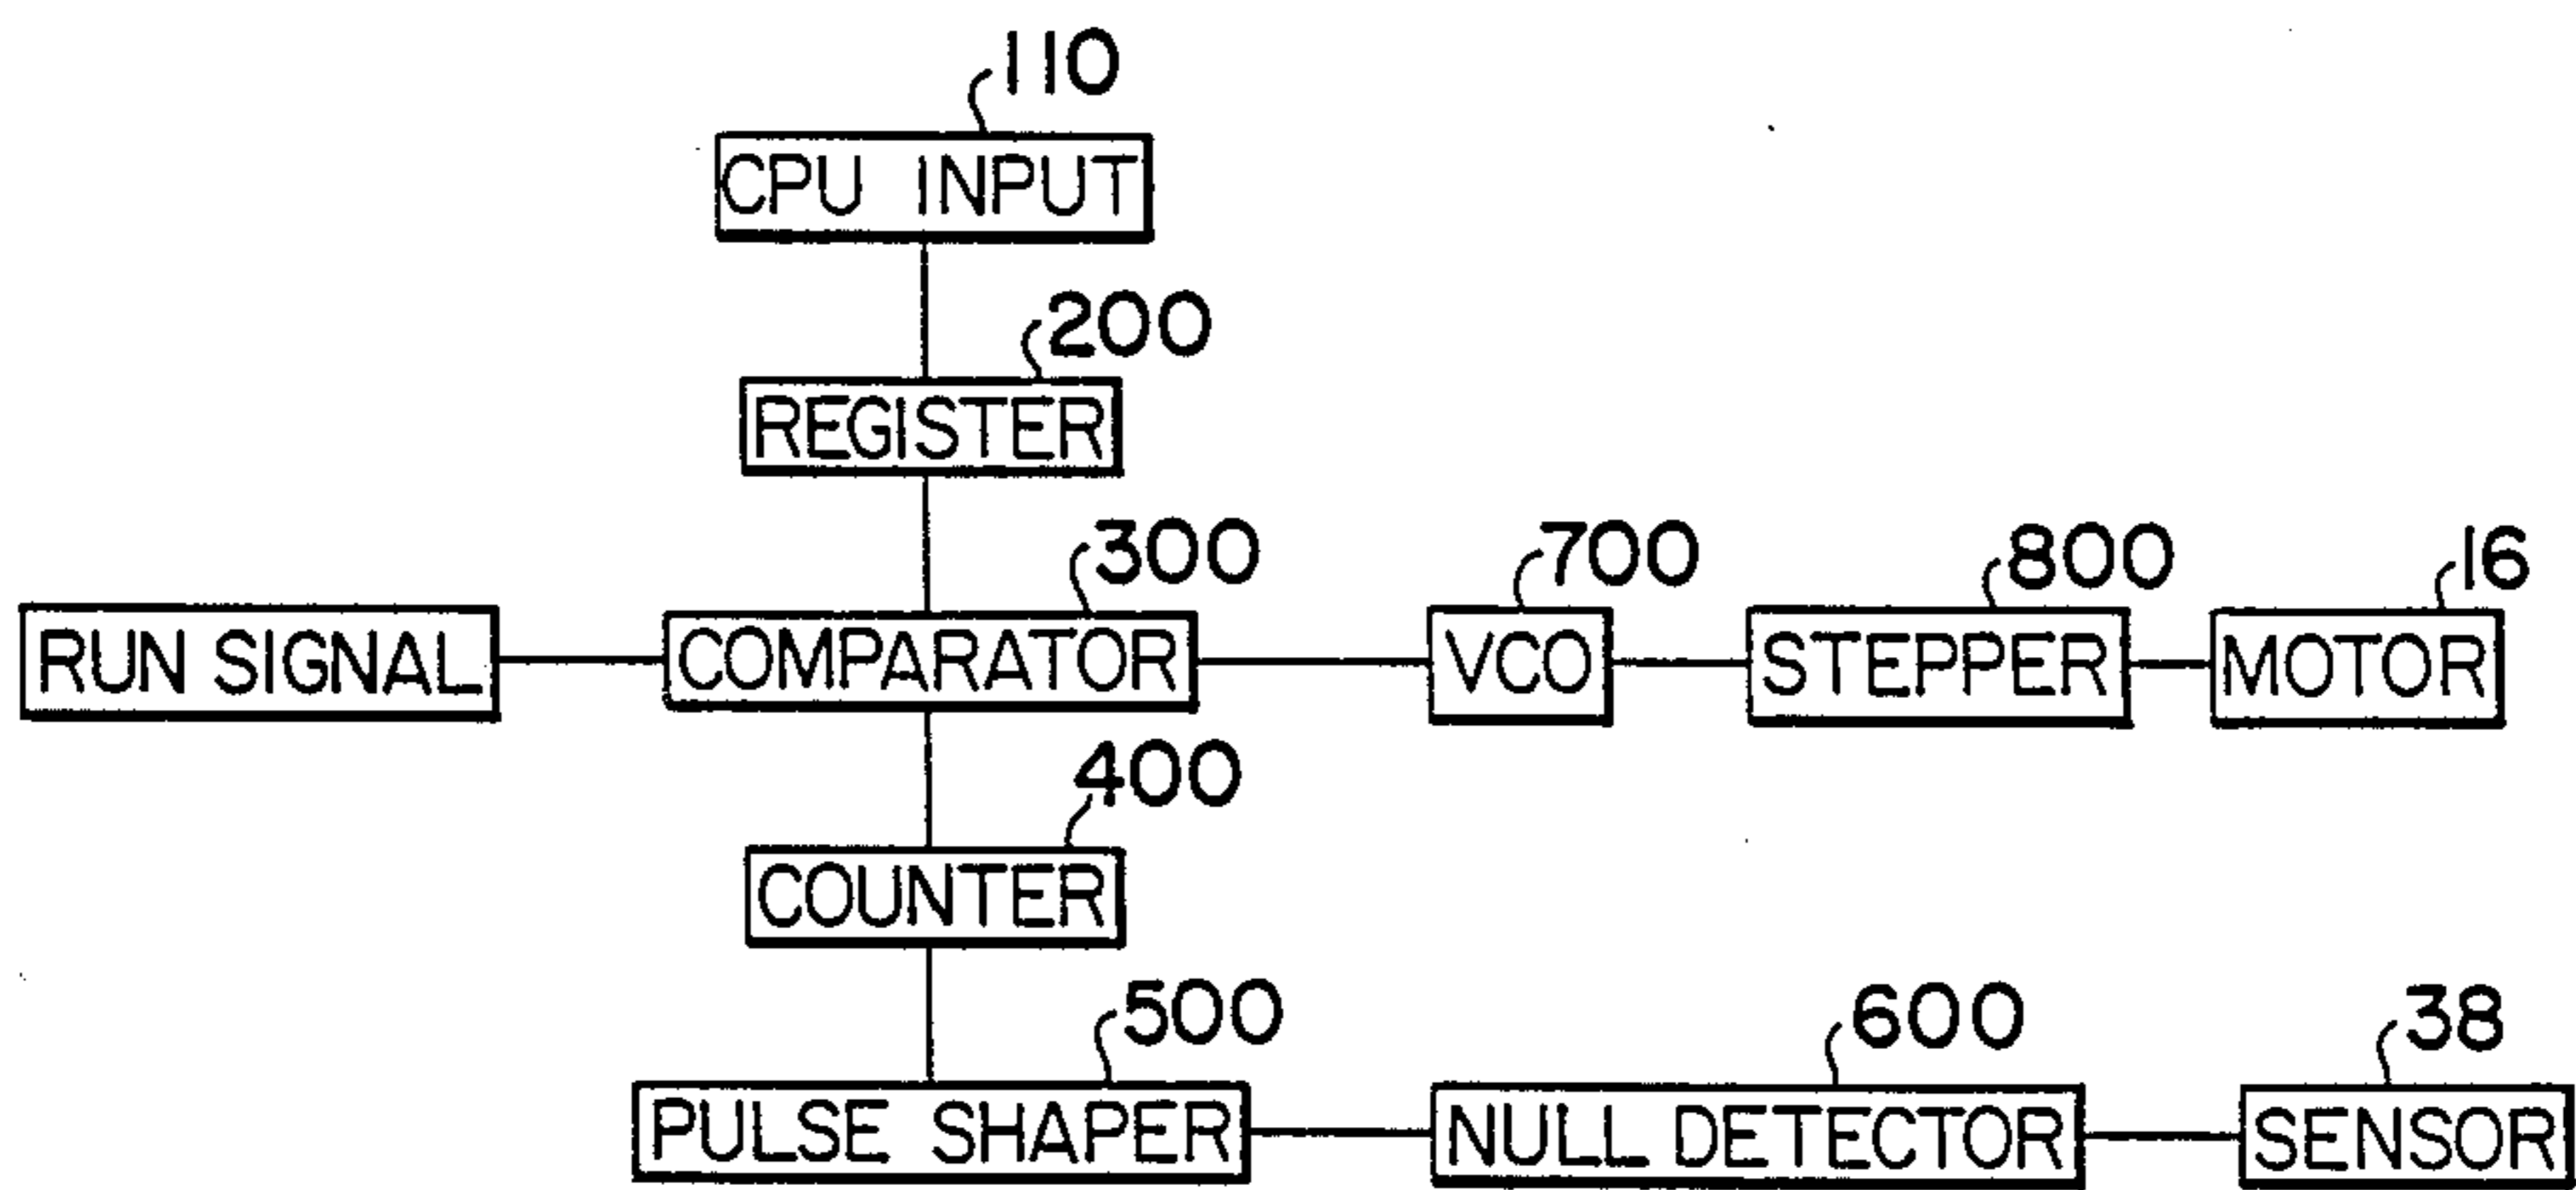 110
CPU INPUT
200
REGISTER
300
700
800
16
RUN SIGNAL
COMPARATOR
VCO
STEPPER
MOTOR
400
COUNTER
500
600
38
PULSE SHAPER
NULL DETECTOR
SENSOR